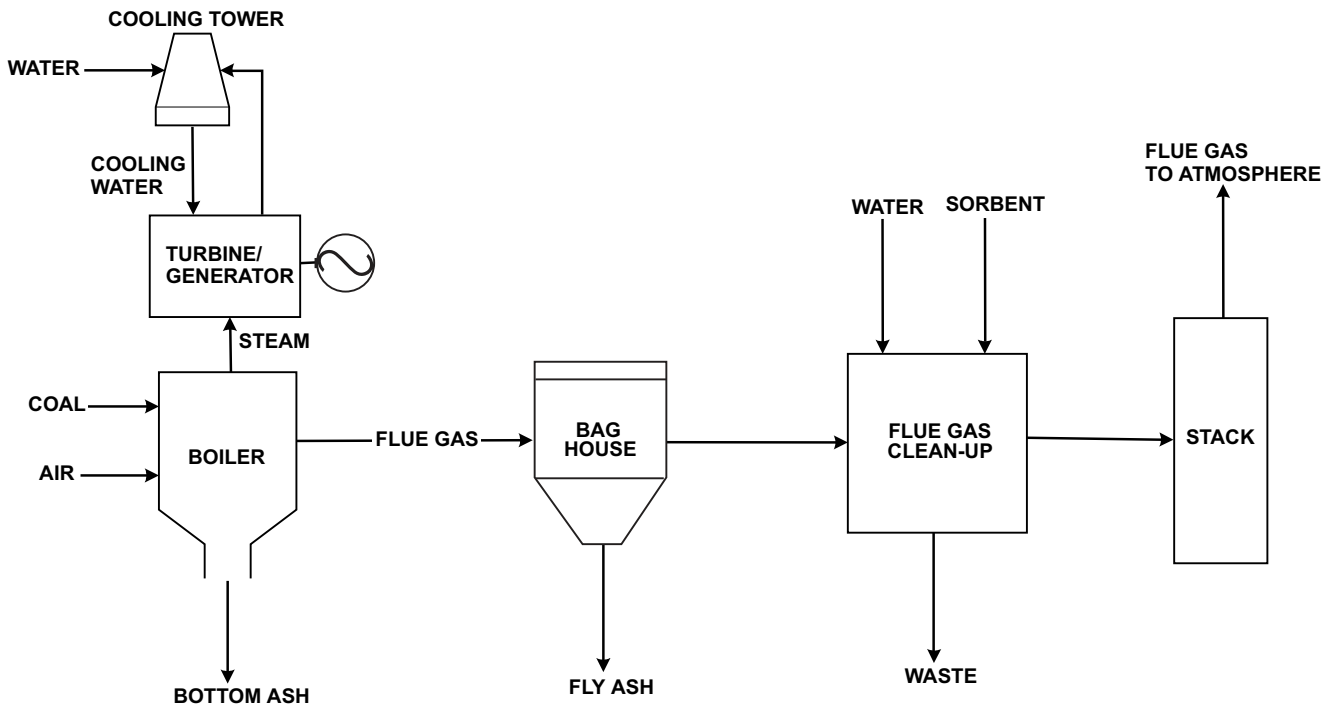 COOLING TOWER
WATER
COOLING
WATER
TURBINE/
GENERATOR
STEAM
COAL
AIR
BOILER
BOTTOM ASH
FLUE GAS
BAG
HOUSE
FLY ASH
WATER
SORBENT
FLUE GAS
CLEAN-UP
WASTE
FLUE GAS
TO ATMOSPHERE
STACK